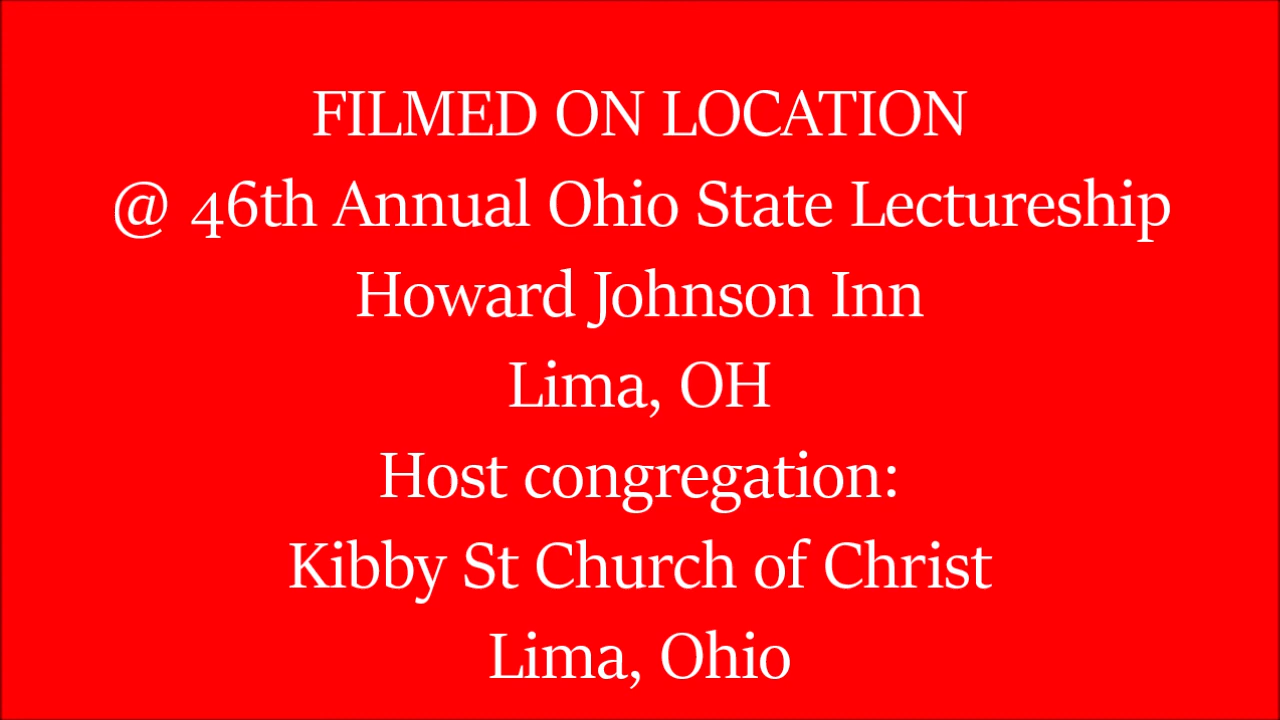 FILMED ON LOCATION
@ 46th Annual Ohio State Lectureship
Howard Johnson Inn
Lima, OH
Host congregation:
Kibby St Church of Christ
Lima, Ohio